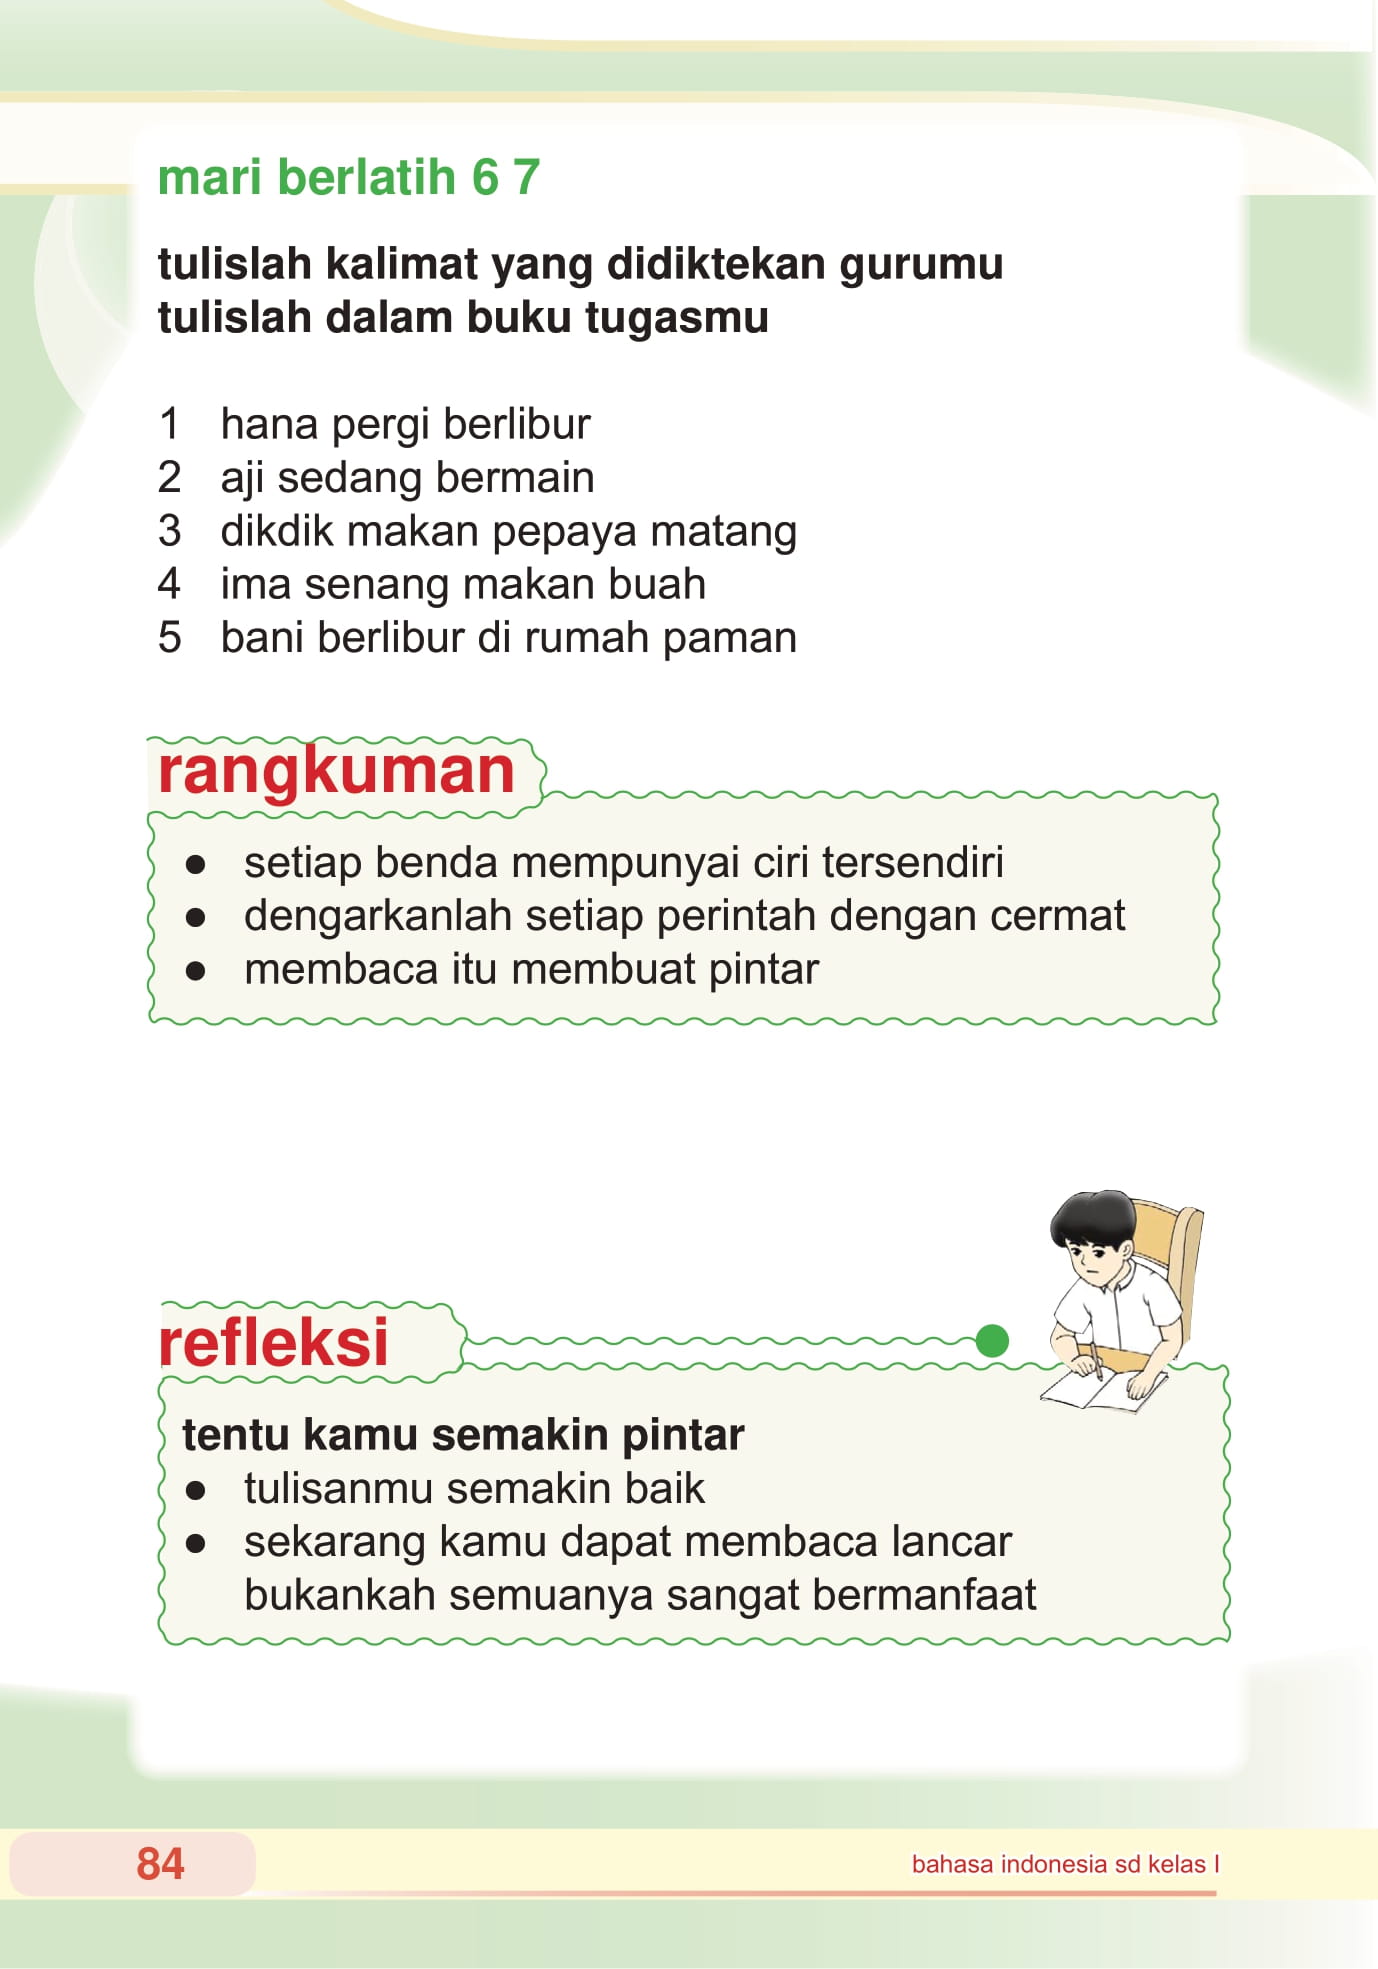 mari berlatih 6 7
tulislah kalimat yang didiktekan gurumu
tulislah dalam buku tugasmu
1 hana pergi berlibur
2 aji sedang bermain
3 dikdik makan pepaya matang
4 ima senang makan buah
5 bani berlibur di rumah paman
rangkuman
● setiap benda mempunyai ciri tersendiri
● dengarkanlah setiap perintah dengan cermat
● membaca itu membuat pintar
refleksi
tentu kamu semakin pintar
● tulisanmu semakin baik
● sekarang kamu dapat membaca lancar
bukankah semuanya sangat bermanfaat
84
bahasa indonesia sd kelas I